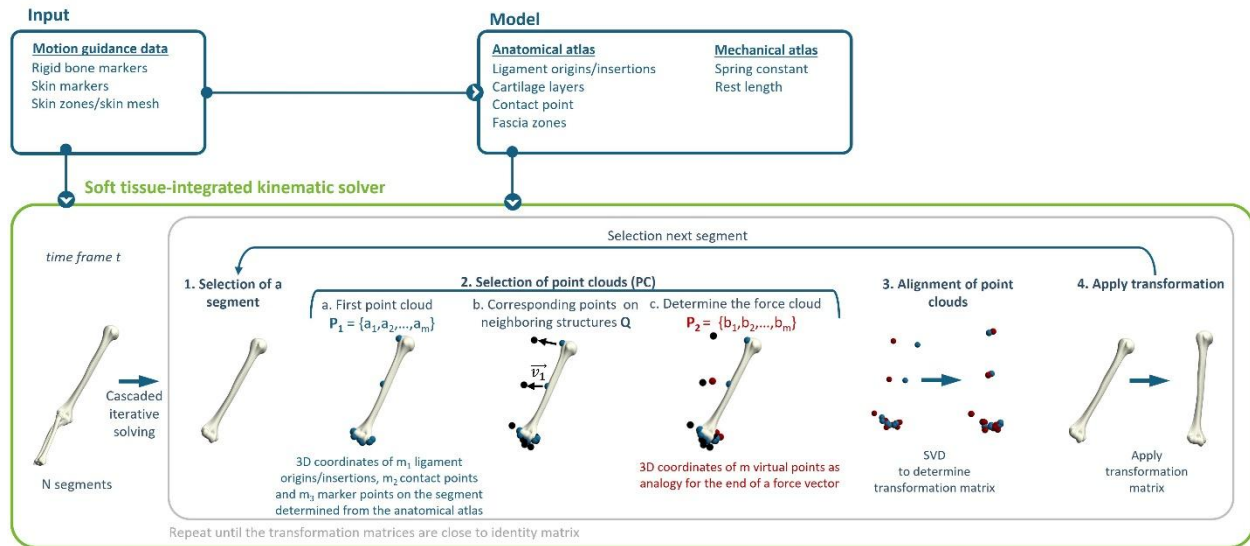 Input
Motion guidance data
Rigid bone markers
Skin markers
Skin zones/skin mesh
Model
Anatomical atlas
Ligament origins/insertions
Cartilage layers
Contact point
Fascia zones
Mechanical atlas
Spring constant
Rest length
Soft tissue-integrated kinematic solver
time frame t
N segments
Cascaded
iterative
solving
Selection next segment
1. Selection of a
segment
2. Selection of point clouds (PC)
a. First point cloud
P₁ = {a₁,a₂,...,aₘ}
3D coordinates of m₁ ligament
origins/insertions, m₂ contact points
and m₃ marker points on the segment
determined from the anatomical atlas
b. Corresponding points on
neighboring structures Q
v₁
c. Determine the force cloud
P₂ = {b₁,b₂,...,bₘ}
3D coordinates of m virtual points as
analogy for the end of a force vector
3. Alignment of point
clouds
SVD
to determine
transformation matrix
4. Apply transformation
Apply
transformation
matrix
Repeat until the transformation matrices are close to identity matrix